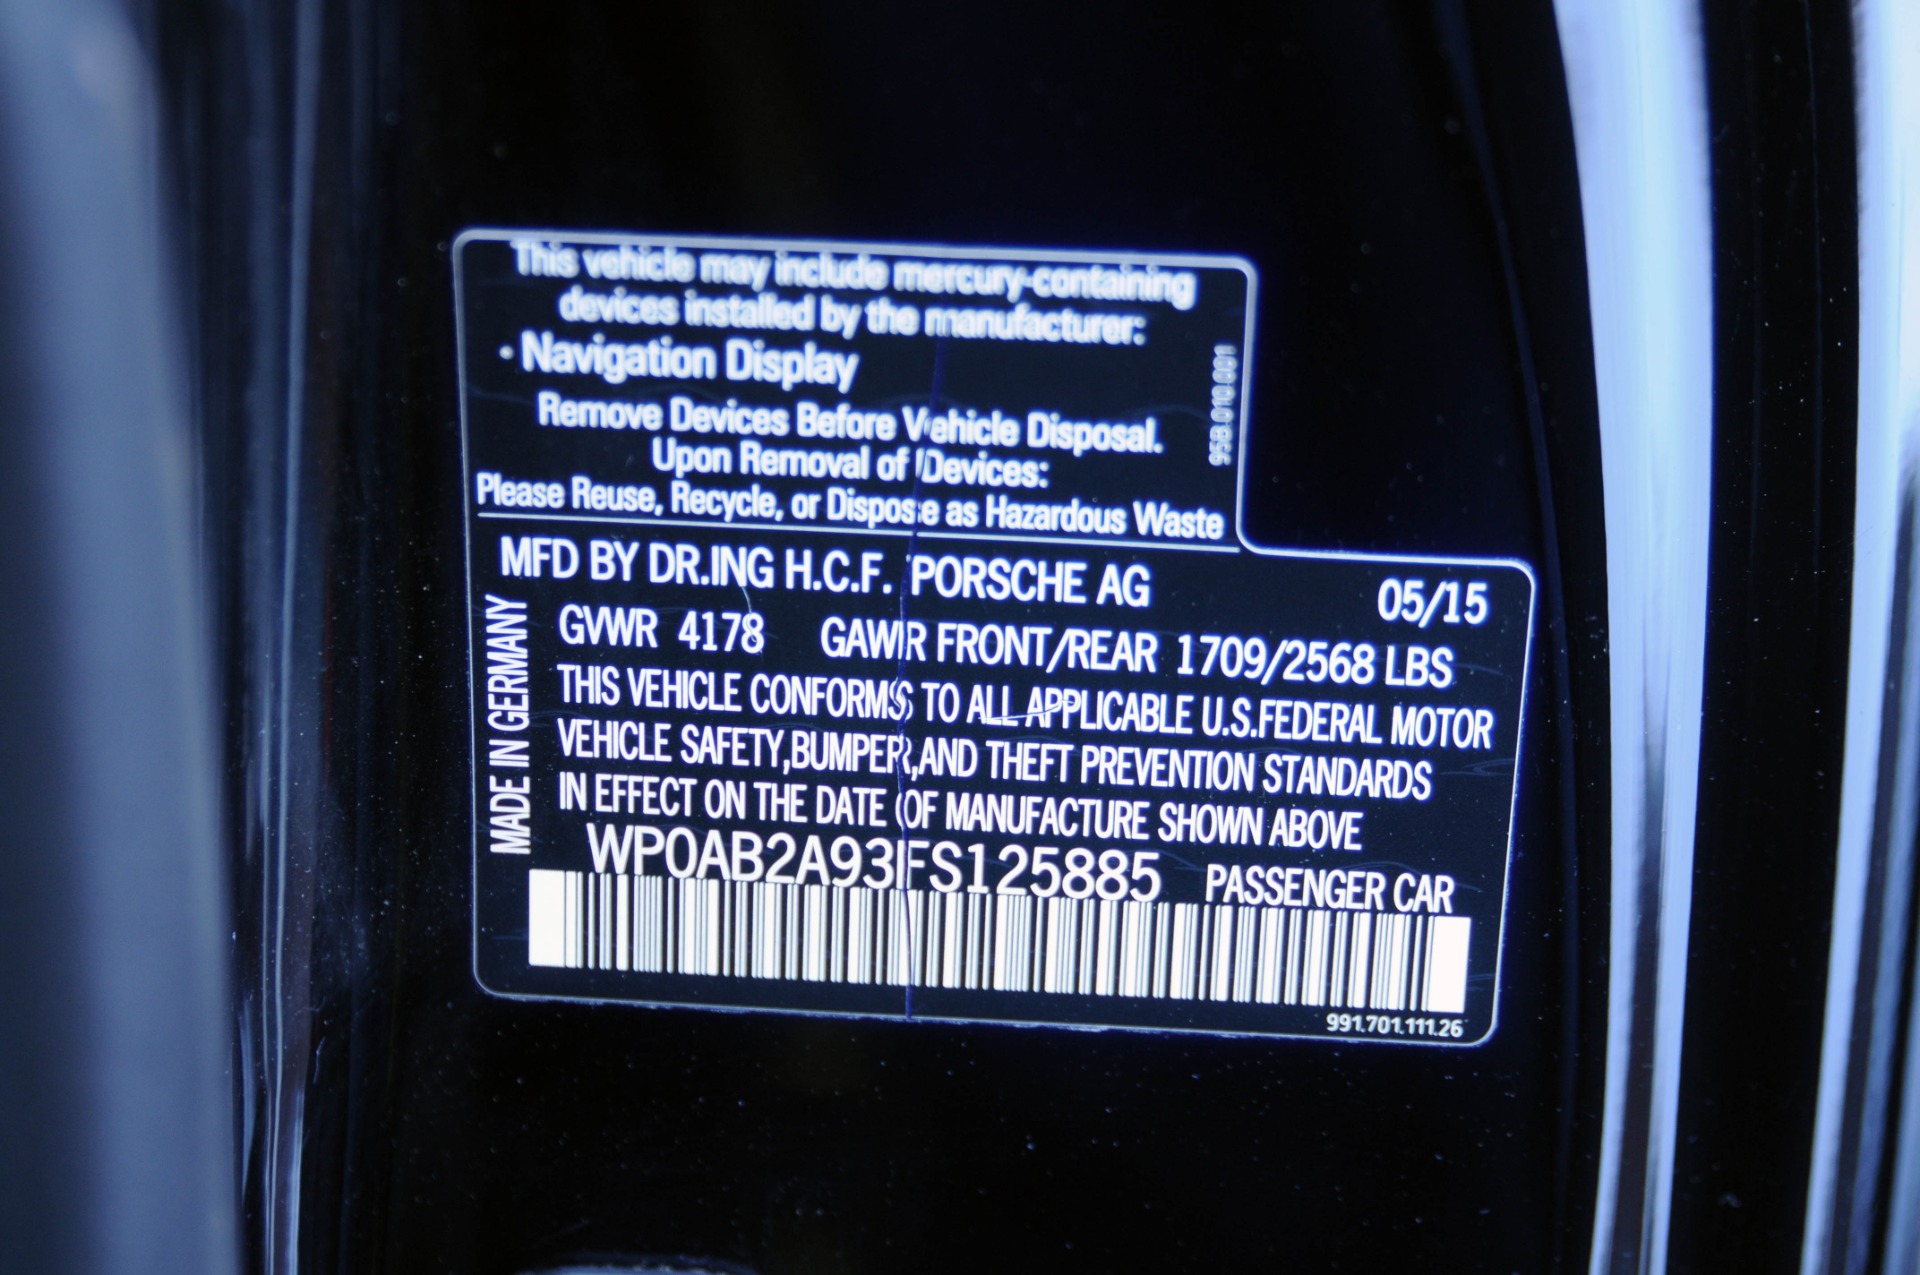 This vehicle may include mercury-containing
devices installed by the manufacturer:
· Navigation Display
Remove Devices Before Vehicle Disposal.
Upon Removal of Devices:
Please Reuse, Recycle, or Dispose as Hazardous Waste
95B.010.001
MFD BY DR.ING H.C.F. PORSCHE AG 05/15
GVWR 4178 GAWR FRONT/REAR 1709/2568 LBS
THIS VEHICLE CONFORMS TO ALL APPLICABLE U.S.FEDERAL MOTOR
VEHICLE SAFETY,BUMPER,AND THEFT PREVENTION STANDARDS
IN EFFECT ON THE DATE OF MANUFACTURE SHOWN ABOVE
MADE IN GERMANY
WP0AB2A93FS125885 PASSENGER CAR
991.701.111.26